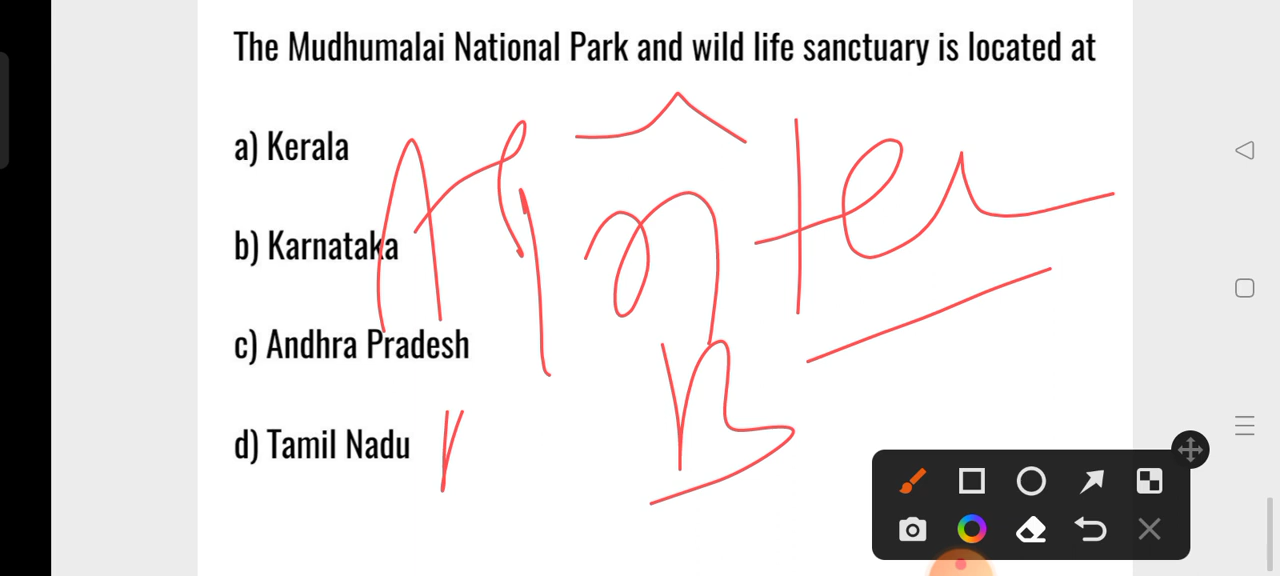 The Mudhumalai National Park and wild life sanctuary is located at
a) Kerala
b) Karnataka
c) Andhra Pradesh
d) Tamil Nadu